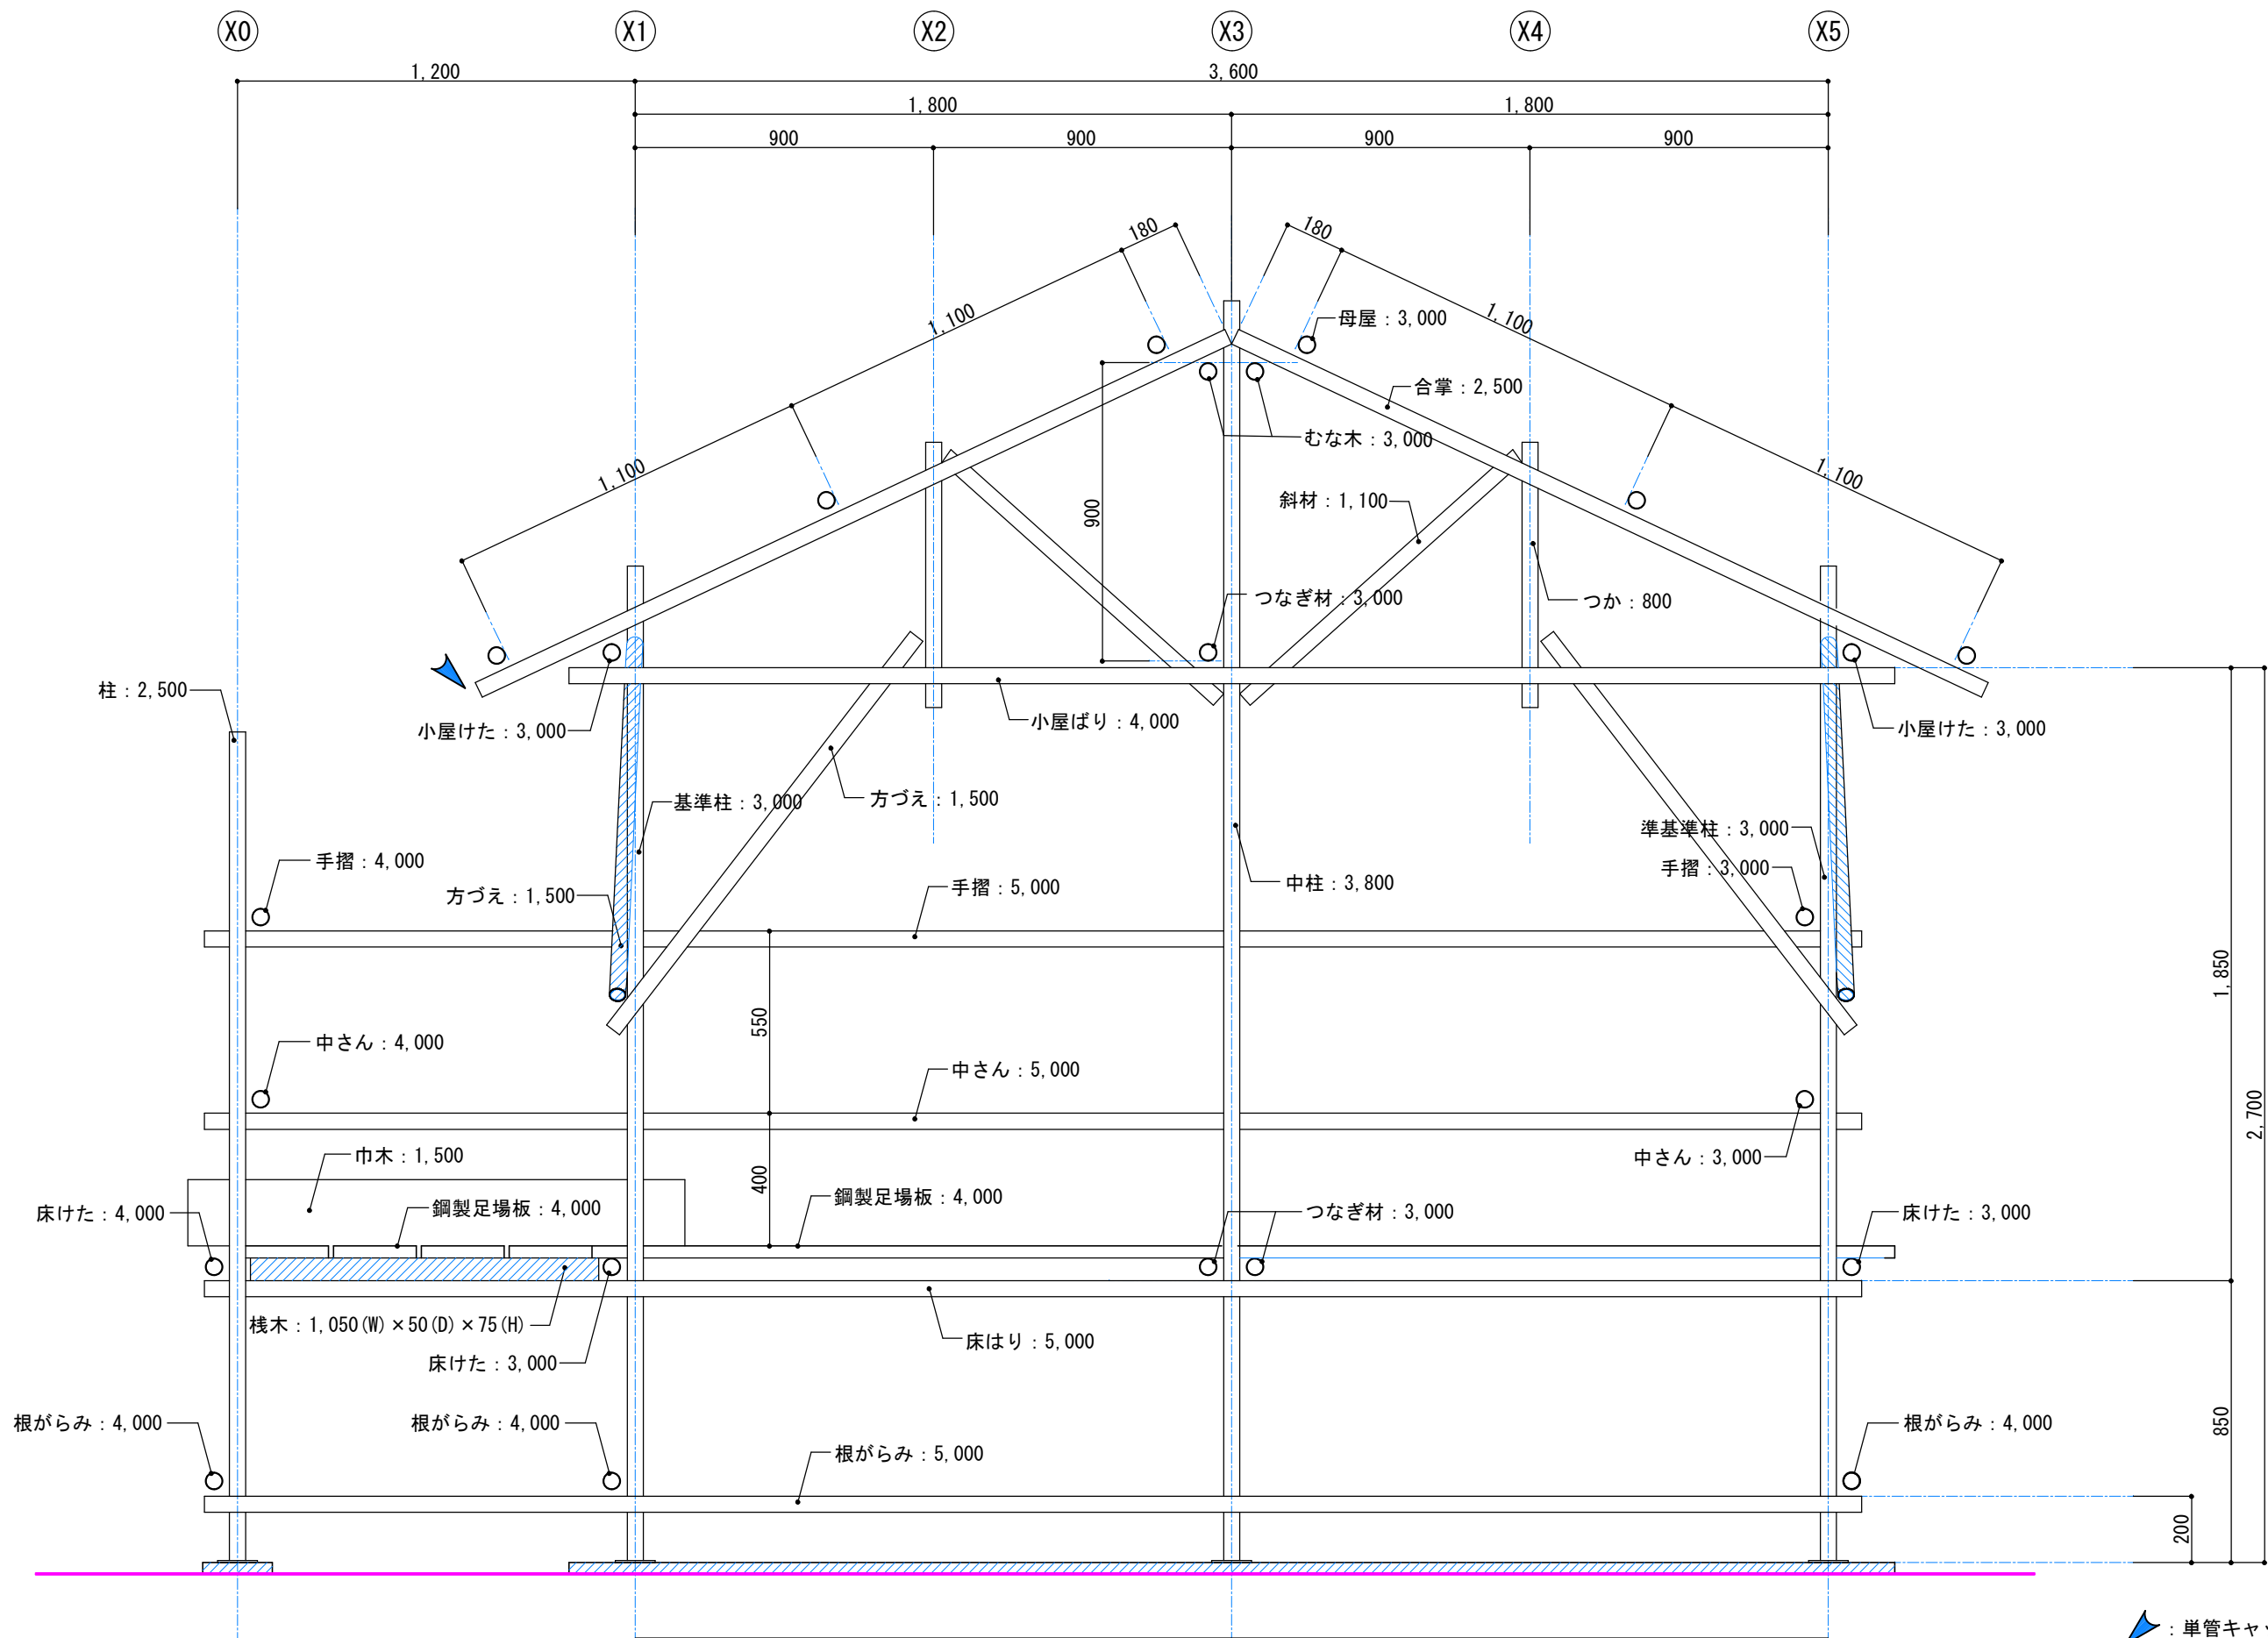 X0 X1 X2 X3 X4 X5
1,200 3,600
1,800 1,800
900 900 900 900
180 180
1,100 1,100
母屋：3,000
合掌：2,500
むな木：3,000
1,100 1,100
斜材：1,100
900
つなぎ材：3,000
つか：800
柱：2,500
小屋けた：3,000
小屋ばり：4,000
小屋けた：3,000
基準柱：3,000
方づえ：1,500
準基準柱：3,000
手摺：4,000
手摺：3,000
方づえ：1,500
手摺：5,000
中柱：3,800
1,850
550
中さん：4,000
中さん：5,000
2,700
巾木：1,500
中さん：3,000
400
床けた：4,000
鋼製足場板：4,000
鋼製足場板：4,000
つなぎ材：3,000
床けた：3,000
桟木：1,050(W)×50(D)×75(H)
床はり：5,000
床けた：3,000
根がらみ：4,000
根がらみ：4,000
根がらみ：4,000
850
根がらみ：5,000
200
：単管キャ